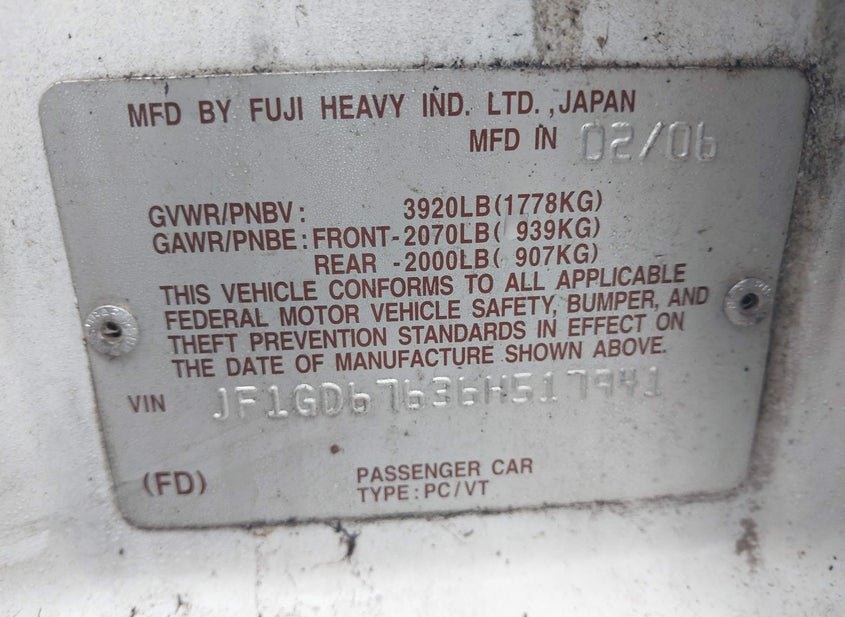 MFD BY FUJI HEAVY IND. LTD., JAPAN
MFD IN 02/06
GVWR/PNBV: 3920LB(1778KG)
GAWR/PNBE: FRONT-2070LB( 939KG)
REAR -2000LB( 907KG)
THIS VEHICLE CONFORMS TO ALL APPLICABLE
FEDERAL MOTOR VEHICLE SAFETY, BUMPER, AND
THEFT PREVENTION STANDARDS IN EFFECT ON
THE DATE OF MANUFACTURE SHOWN ABOVE.
VIN JF1GD67636H517941
(FD)
PASSENGER CAR
TYPE: PC/VT